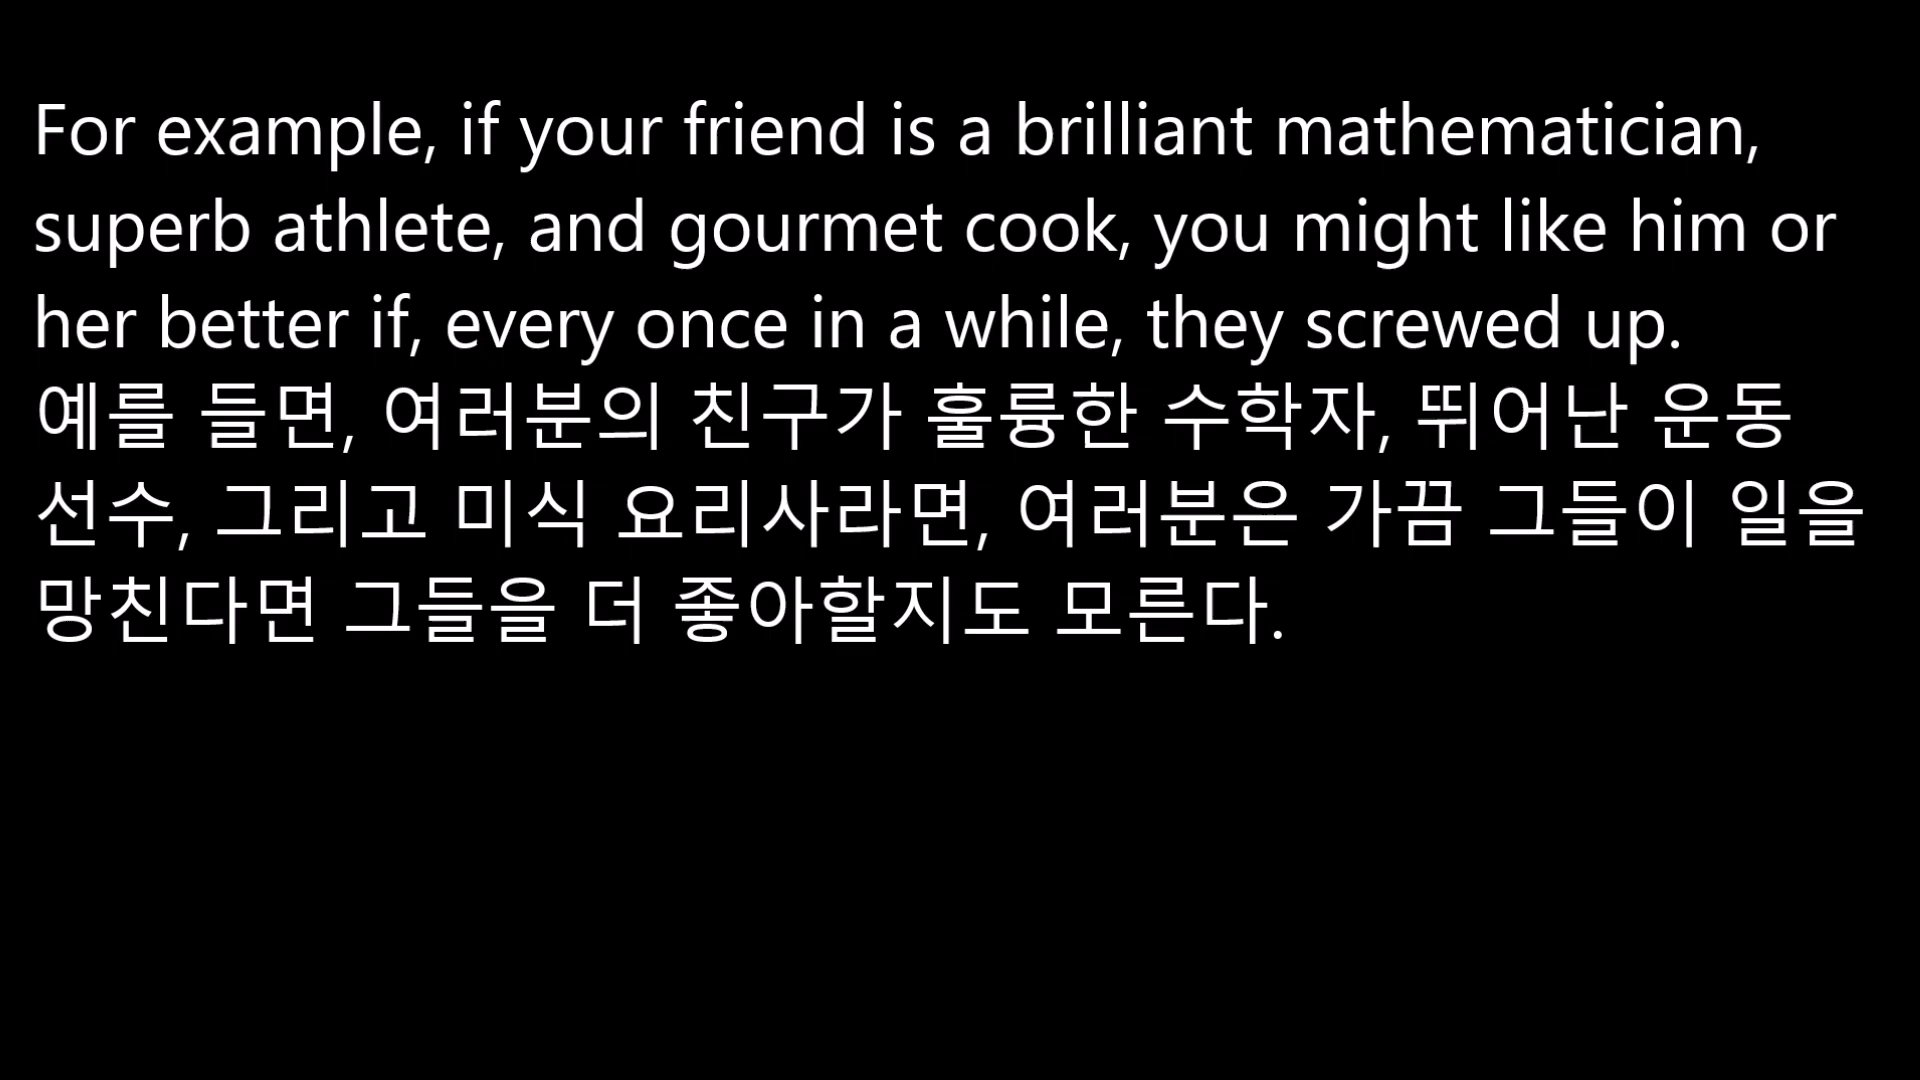 For example, if your friend is a brilliant mathematician,
superb athlete, and gourmet cook, you might like him or
her better if, every once in a while, they screwed up.
예를 들면, 여러분의 친구가 훌륭한 수학자, 뛰어난 운동
선수, 그리고 미식 요리사라면, 여러분은 가끔 그들이 일을
망친다면 그들을 더 좋아할지도 모른다.